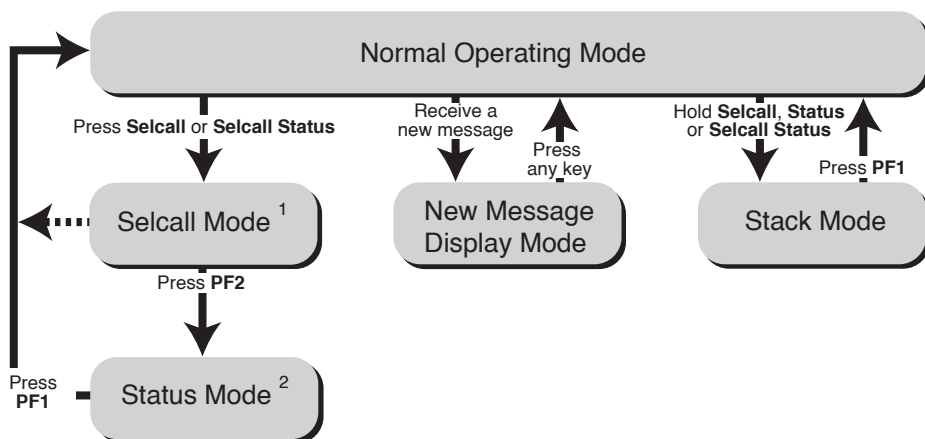 Normal Operating Mode
Press Selcall or Selcall Status
Receive a
new message
Press
any key
Hold Selcall, Status
or Selcall Status
Press PF1
Selcall Mode 1
New Message
Display Mode
Stack Mode
Press PF2
Status Mode 2
Press
PF1